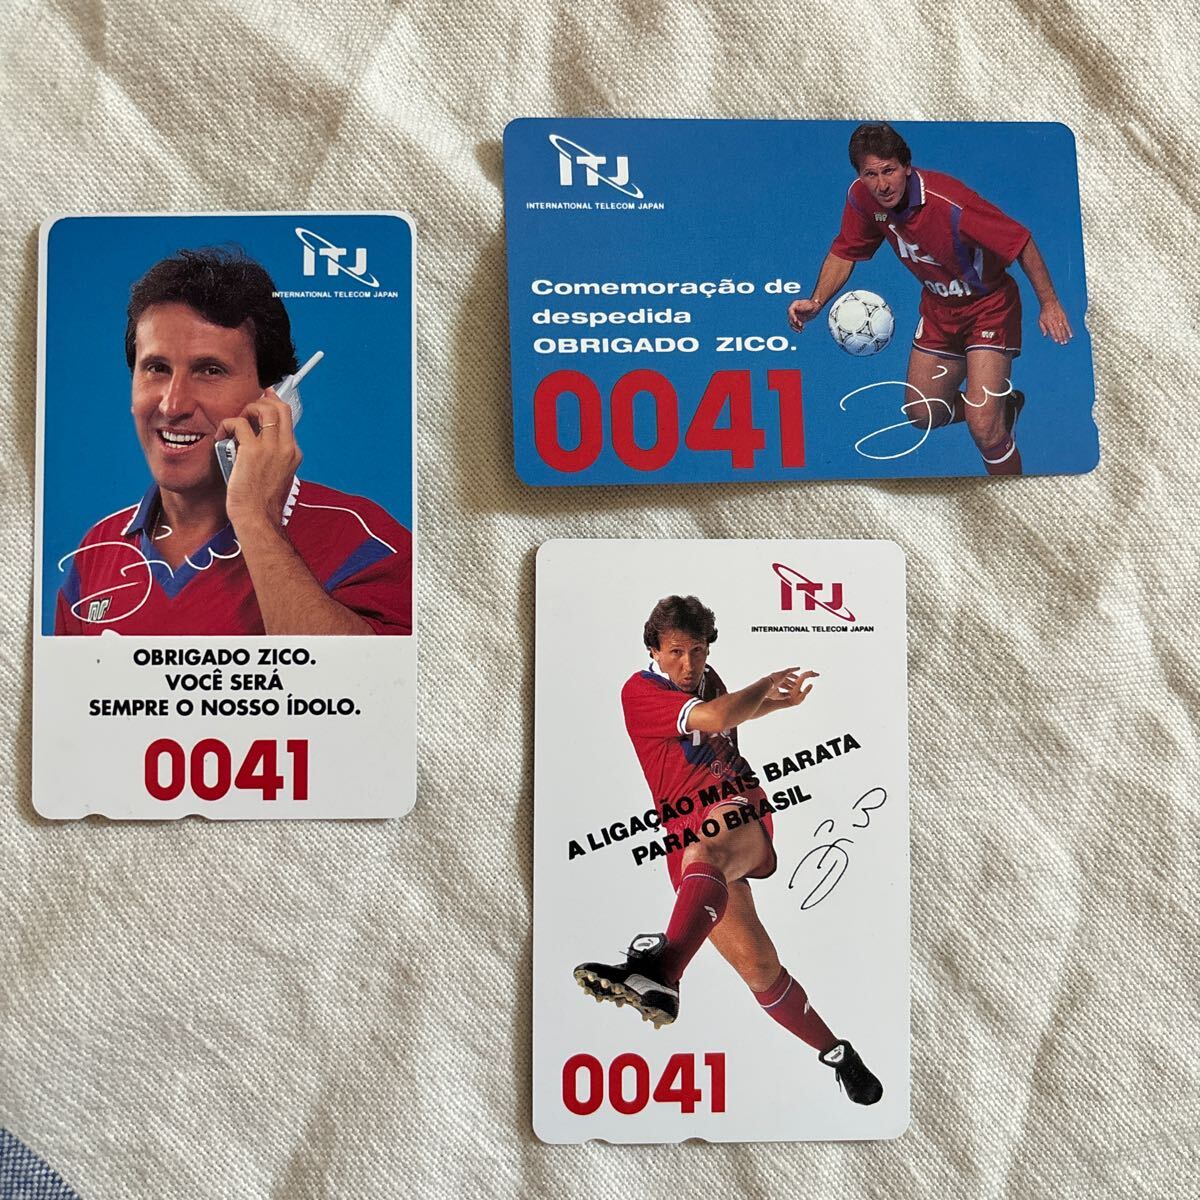 ITJ
INTERNATIONAL TELECOM JAPAN
OBRIGADO ZICO.
VOCÊ SERÁ
SEMPRE O NOSSO ÍDOLO.
0041
ITJ
INTERNATIONAL TELECOM JAPAN
Comemoração de
despedida
OBRIGADO ZICO.
0041
0041
ITJ
INTERNATIONAL TELECOM JAPAN
A LIGAÇÃO MAIS BARATA
PARA O BRASIL
0041